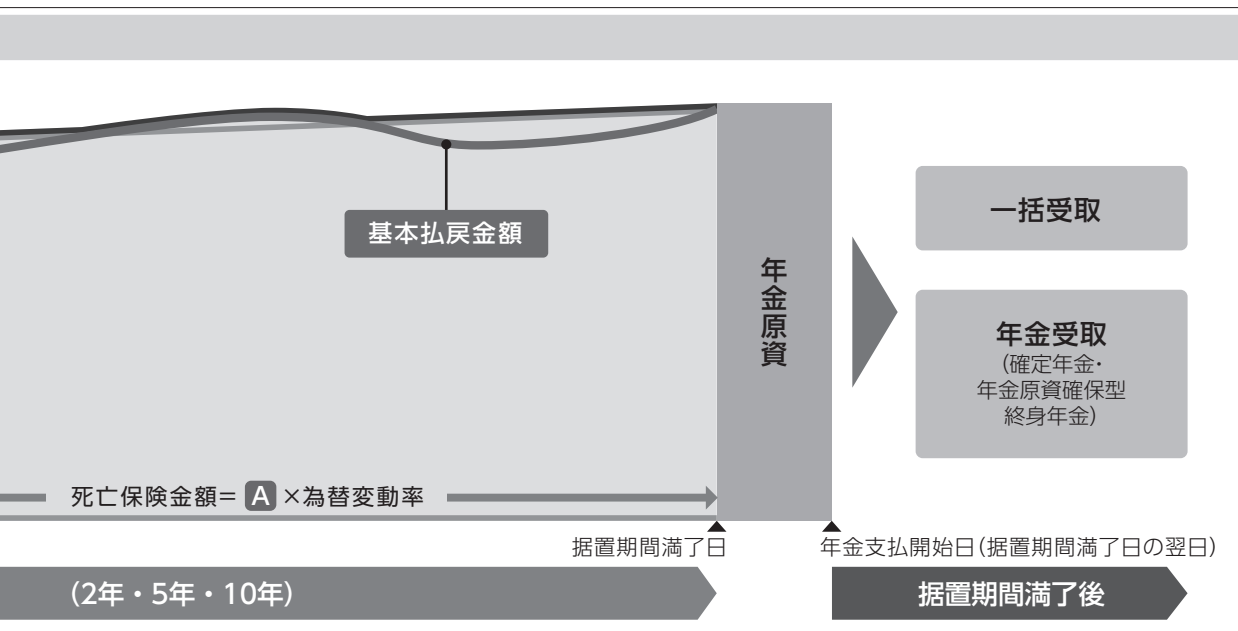 基本払戻金額
年金原資
一括受取
年金受取
(確定年金・
年金原資確保型
終身年金)
死亡保険金額= A ×為替変動率
据置期間満了日
年金支払開始日(据置期間満了日の翌日)
(2年・5年・10年)
据置期間満了後